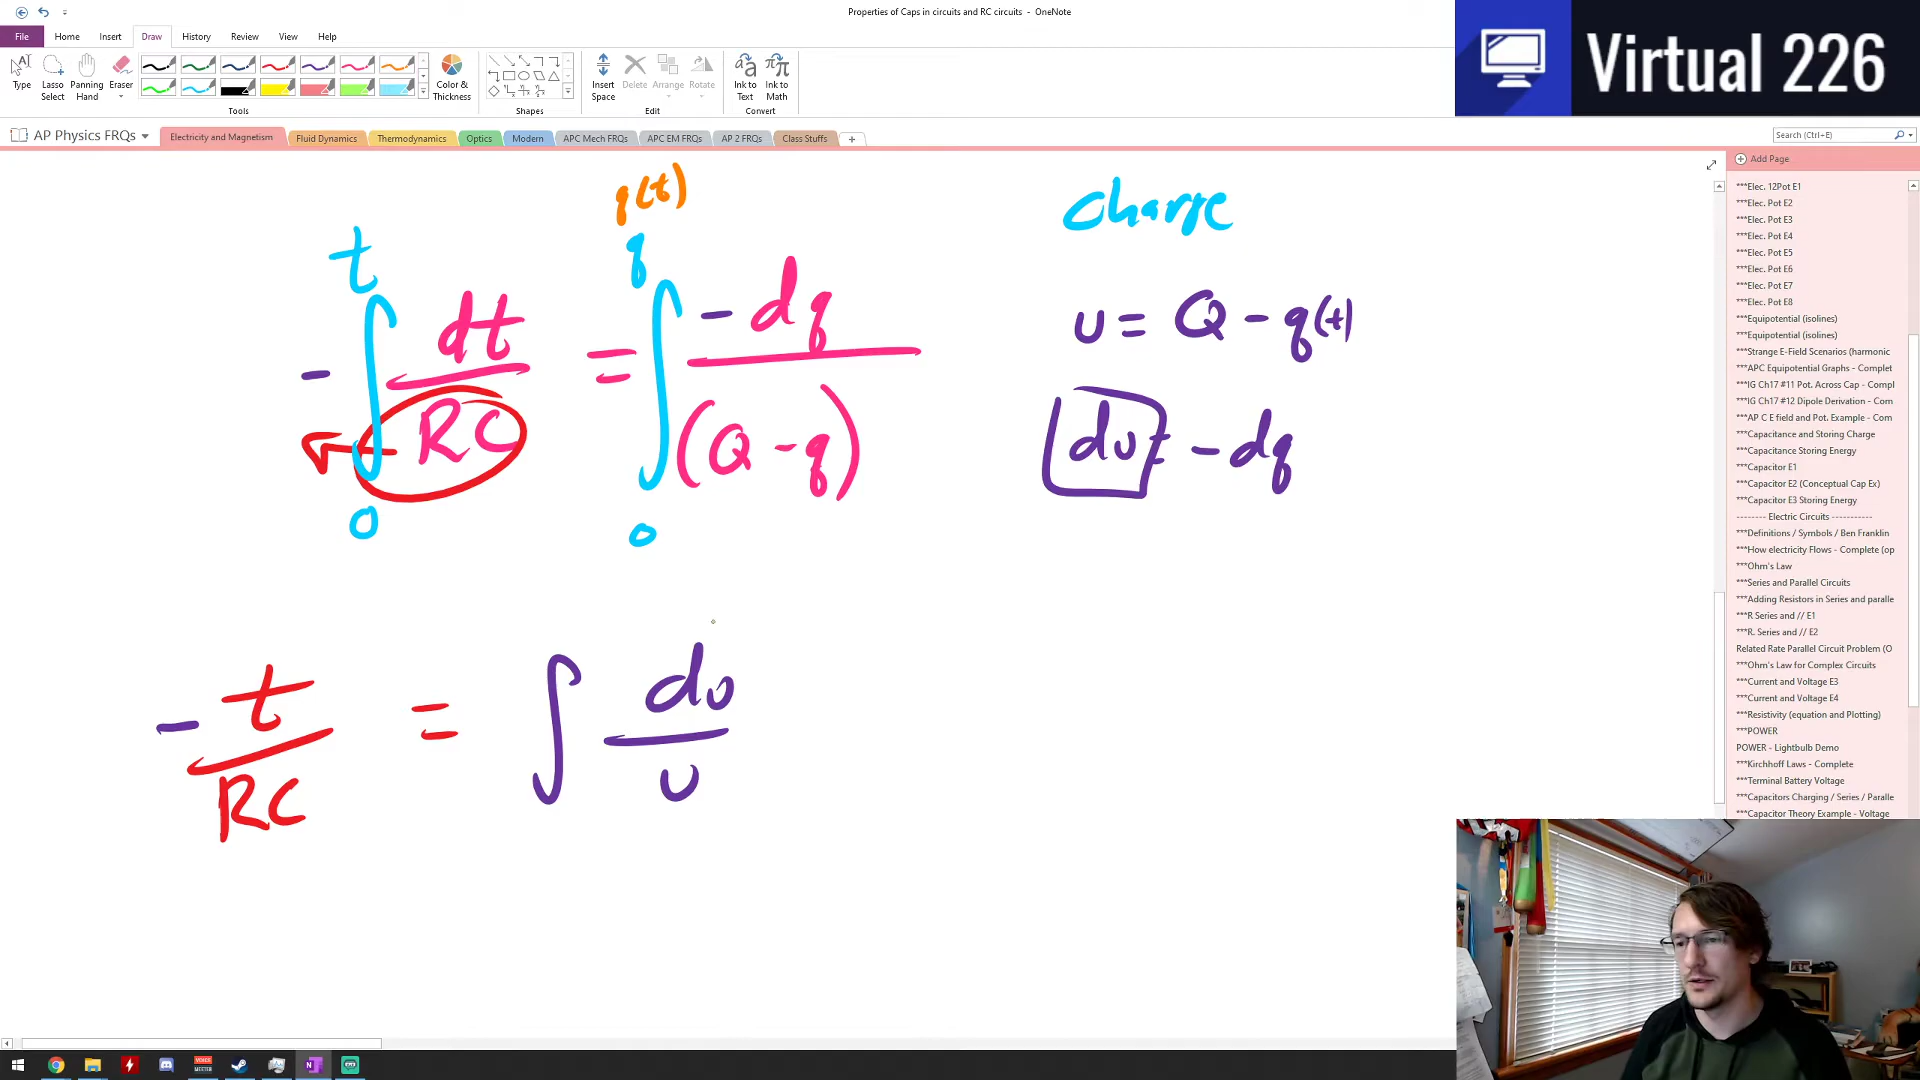 Properties of Caps in circuits and RC circuits - OneNote
File Home Insert Draw History Review View Help
Type
Lasso Select
Panning Hand
Eraser
Color & Thickness
Insert Space
Delete
Arrange
Rotate
Ink to Text
Ink to Math
Tools
Shapes
Edit
Convert
Virtual 226
AP Physics FRQs
Electricity and Magnetism
Fluid Dynamics
Thermodynamics
Optics
Modern
APC Mech FRQs
APC EM FRQs
AP 2 FRQs
Class Stuffs
Search (Ctrl+E)
Add Page
***Elec. 12Pot E1
***Elec. Pot E2
***Elec. Pot E3
***Elec. Pot E4
***Elec. Pot E5
***Elec. Pot E6
***Elec. Pot E7
***Elec. Pot E8
***Equipotential (isolines)
***Equipotential (isolines)
***Strange E-Field Scenarios (harmonic
***APC Equipotential Graphs - Complet
***IG Ch17 #11 Pot. Across Cap - Compl
***IG Ch17 #12 Dipole Derivation - Com
***AP C E field and Pot. Example - Com
***Capacitance and Storing Charge
***Capacitance Storing Energy
***Capacitor E1
***Capacitor E2 (Conceptual Cap Ex)
***Capacitor E3 Storing Energy
-------- Electric Circuits -----------
***Definitions / Symbols / Ben Franklin
***How electricity Flows - Complete (op
***Ohm's Law
***Series and Parallel Circuits
***Adding Resistors in Series and paralle
***R Series and // E1
***R. Series and // E2
Related Rate Parallel Circuit Problem (O
***Ohm's Law for Complex Circuits
***Current and Voltage E3
***Current and Voltage E4
***Resistivity (equation and Plotting)
***POWER
POWER - Lightbulb Demo
***Kirchhoff Laws - Complete
***Terminal Battery Voltage
***Capacitors Charging / Series / Paralle
***Capacitor Theory Example - Voltage
q(t)
charge
- ∫_0^t dt/RC = ∫_0^q -dq/(Q - q)
u = Q - q(t)
du = - dq
- t/RC = ∫ du/u